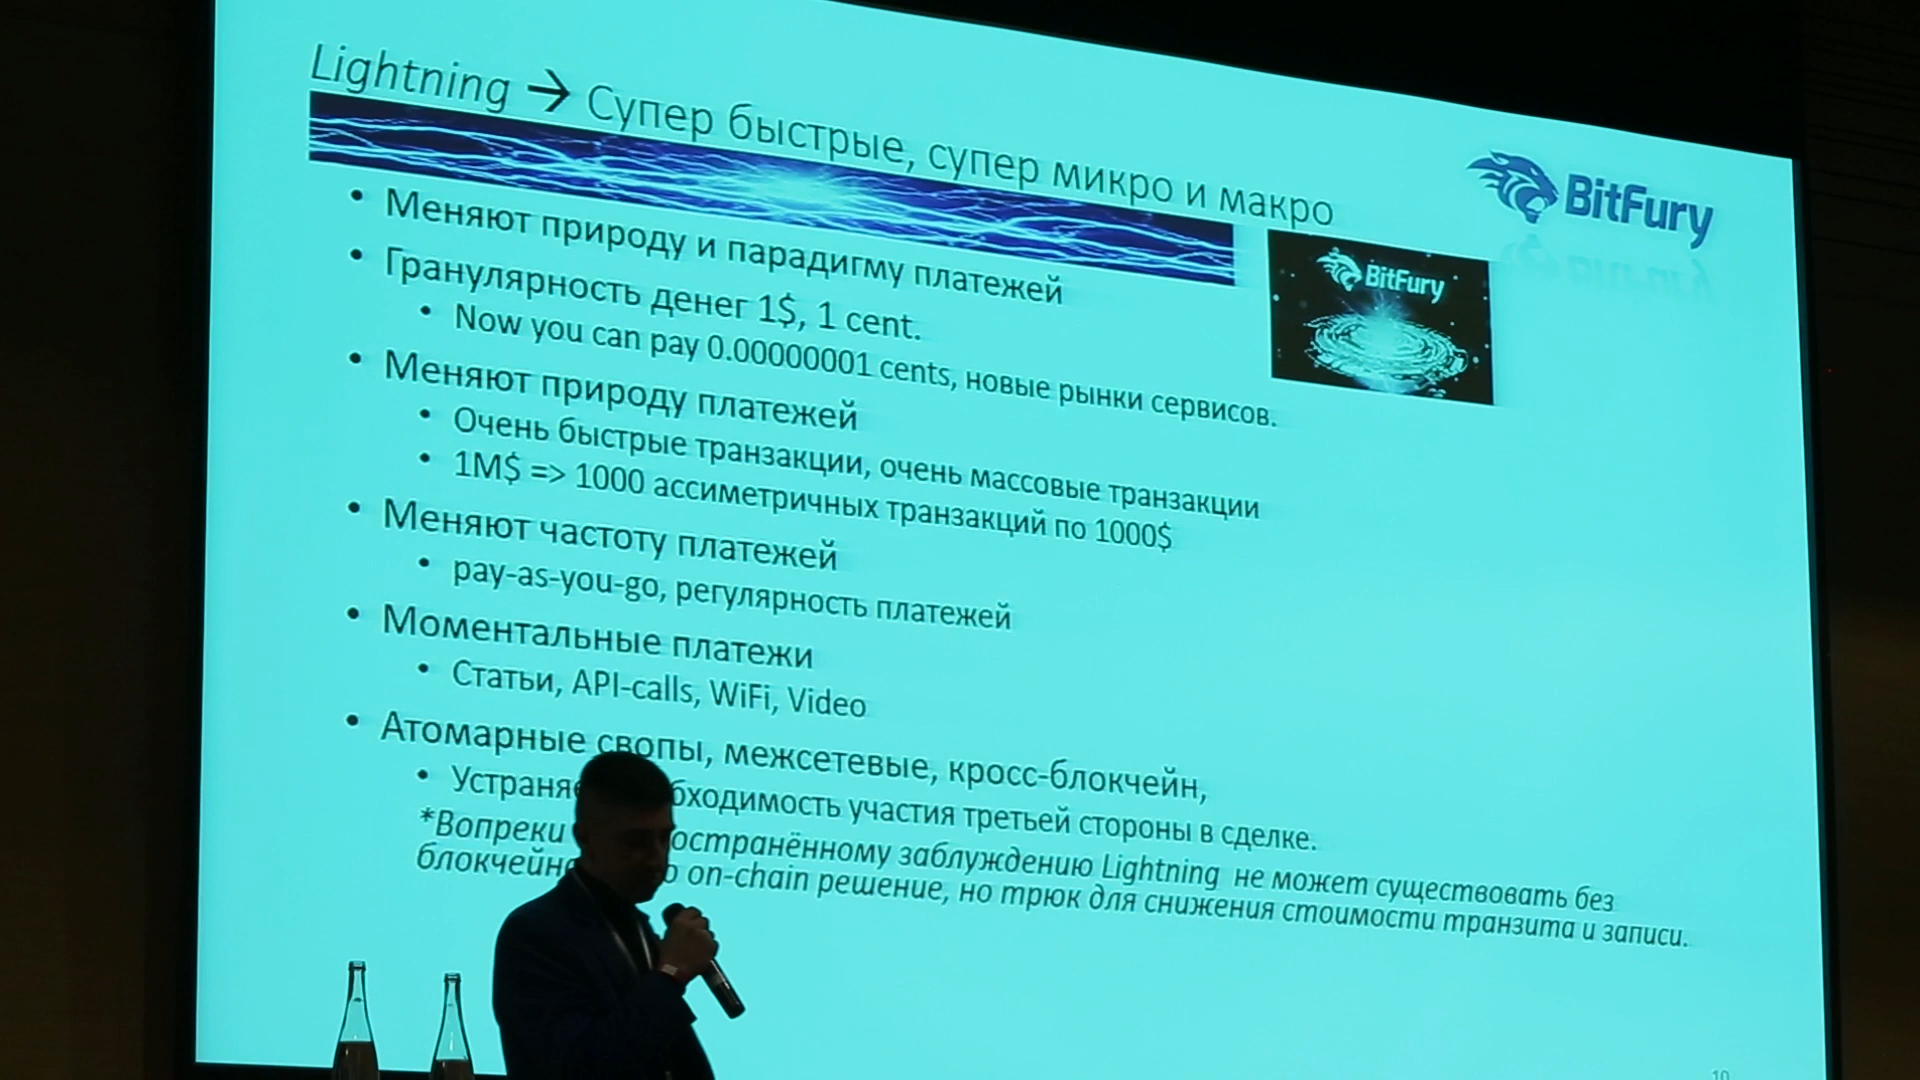 Lightning → Супер быстрые, супер микро и макро
BitFury
BitFury
• Меняют природу и парадигму платежей
• Гранулярность денег 1$, 1 cent.
• Now you can pay 0.00000001 cents, новые рынки сервисов.
• Меняют природу платежей
• Очень быстрые транзакции, очень массовые транзакции
• 1M$ => 1000 ассиметричных транзакций по 1000$
• Меняют частоту платежей
• pay-as-you-go, регулярность платежей
• Моментальные платежи
• Статьи, API-calls, WiFi, Video
• Атомарные свопы, межсетевые, кросс-блокчейн,
• участия третьей стороны в сделке.
*Вопреки заблуждению Lightning не может существовать без
on-chain решение, но трюк для снижения стоимости транзита и записи.
10